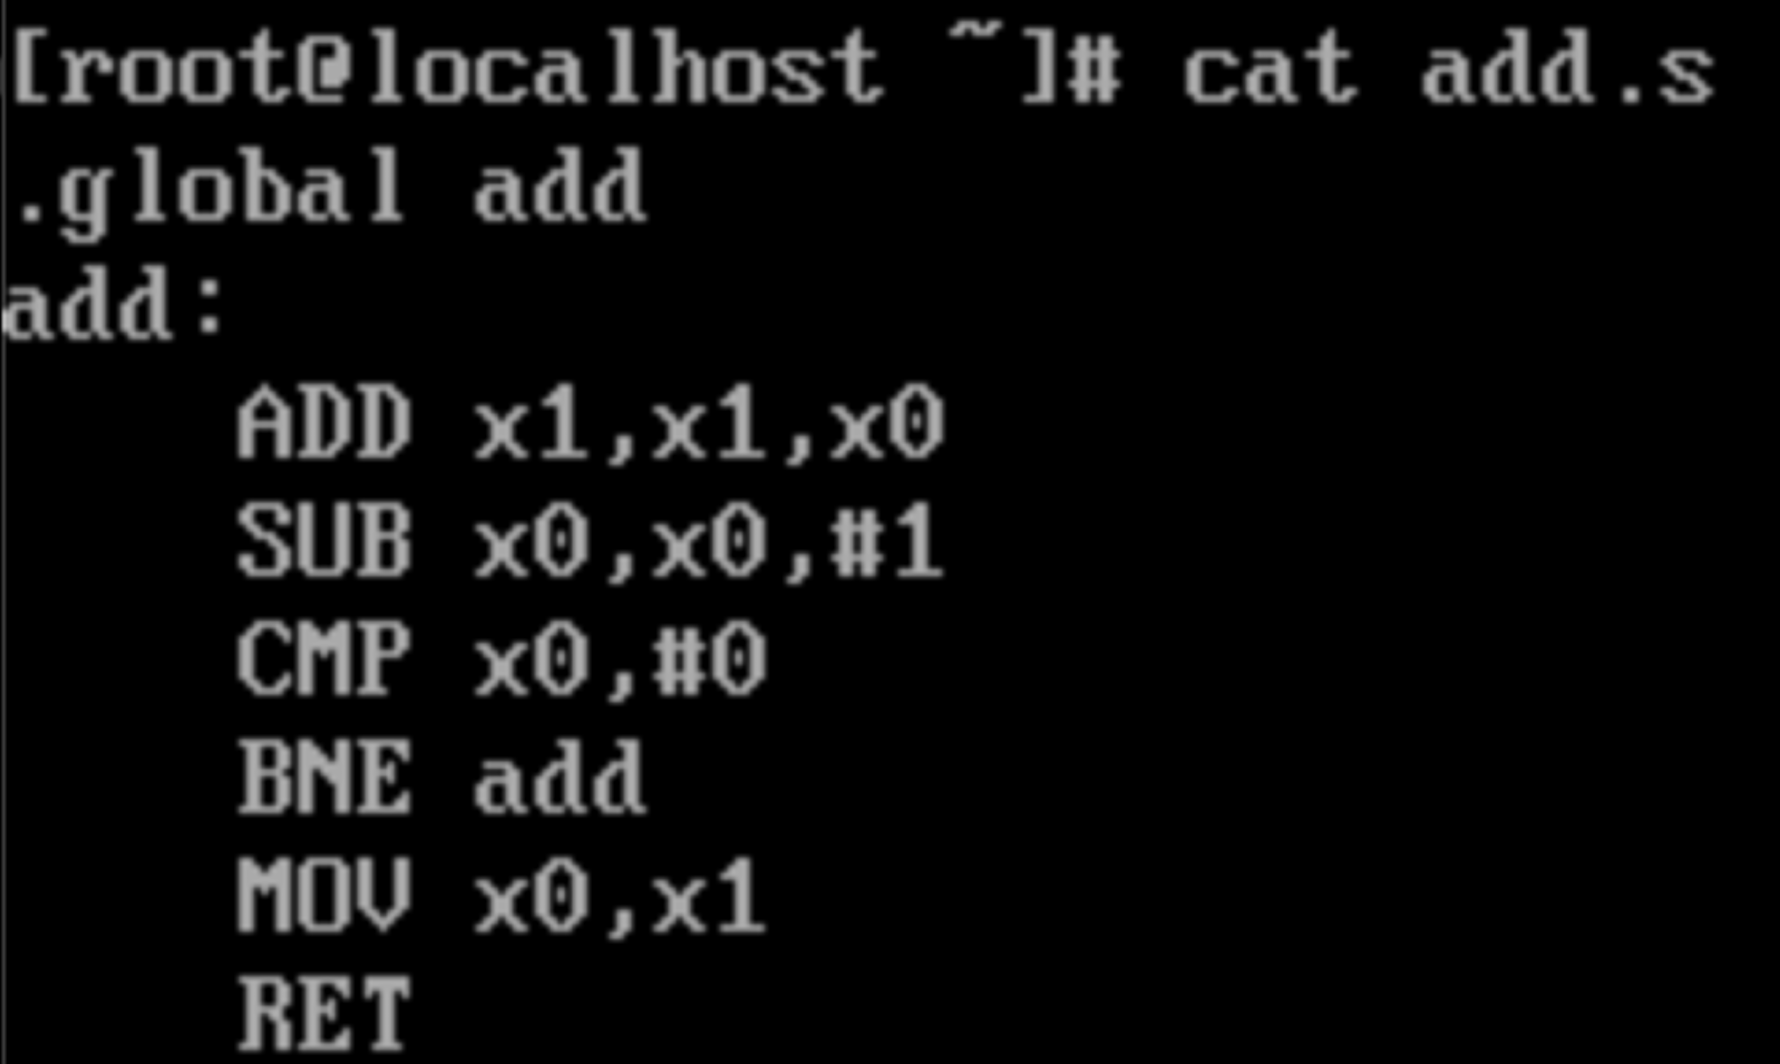 [root@localhost ~]# cat add.s
.global add
add:
    ADD x1,x1,x0
    SUB x0,x0,#1
    CMP x0,#0
    BNE add
    MOV x0,x1
    RET